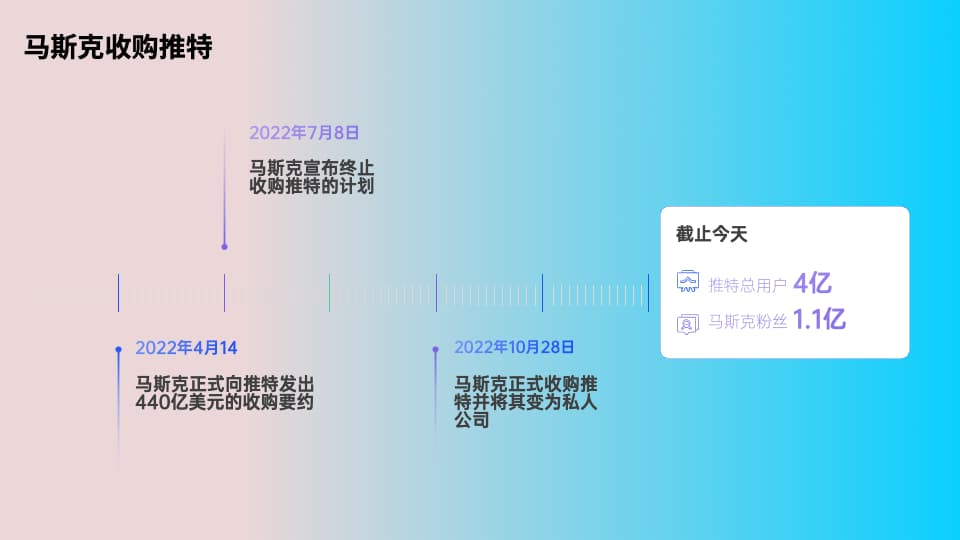 马斯克收购推特
2022年7月8日
马斯克宣布终止
收购推特的计划
截止今天
推特总用户 4亿
马斯克粉丝 1.1亿
2022年4月14
马斯克正式向推特发出
440亿美元的收购要约
2022年10月28日
马斯克正式收购推
特并将其变为私人
公司